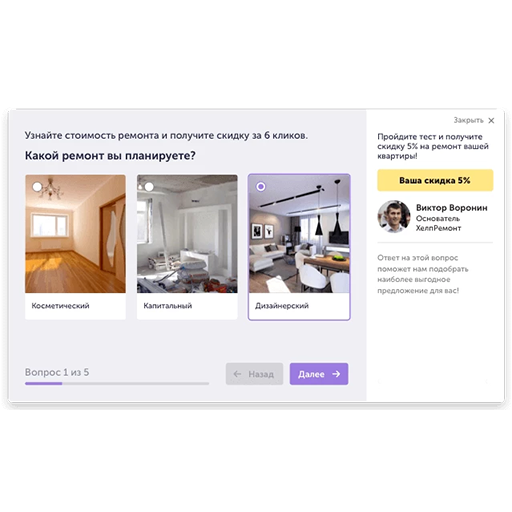 Закрыть ×
Узнайте стоимость ремонта и получите скидку за 6 кликов.
Какой ремонт вы планируете?
Косметический
Капитальный
Дизайнерский
Вопрос 1 из 5
← Назад
Далее →
Пройдите тест и получите
скидку 5% на ремонт вашей
квартиры!
Ваша скидка 5%
Виктор Воронин
Основатель
ХелпРемонт
Ответ на этот вопрос
поможет нам подобрать
наиболее выгодное
предложение для вас!